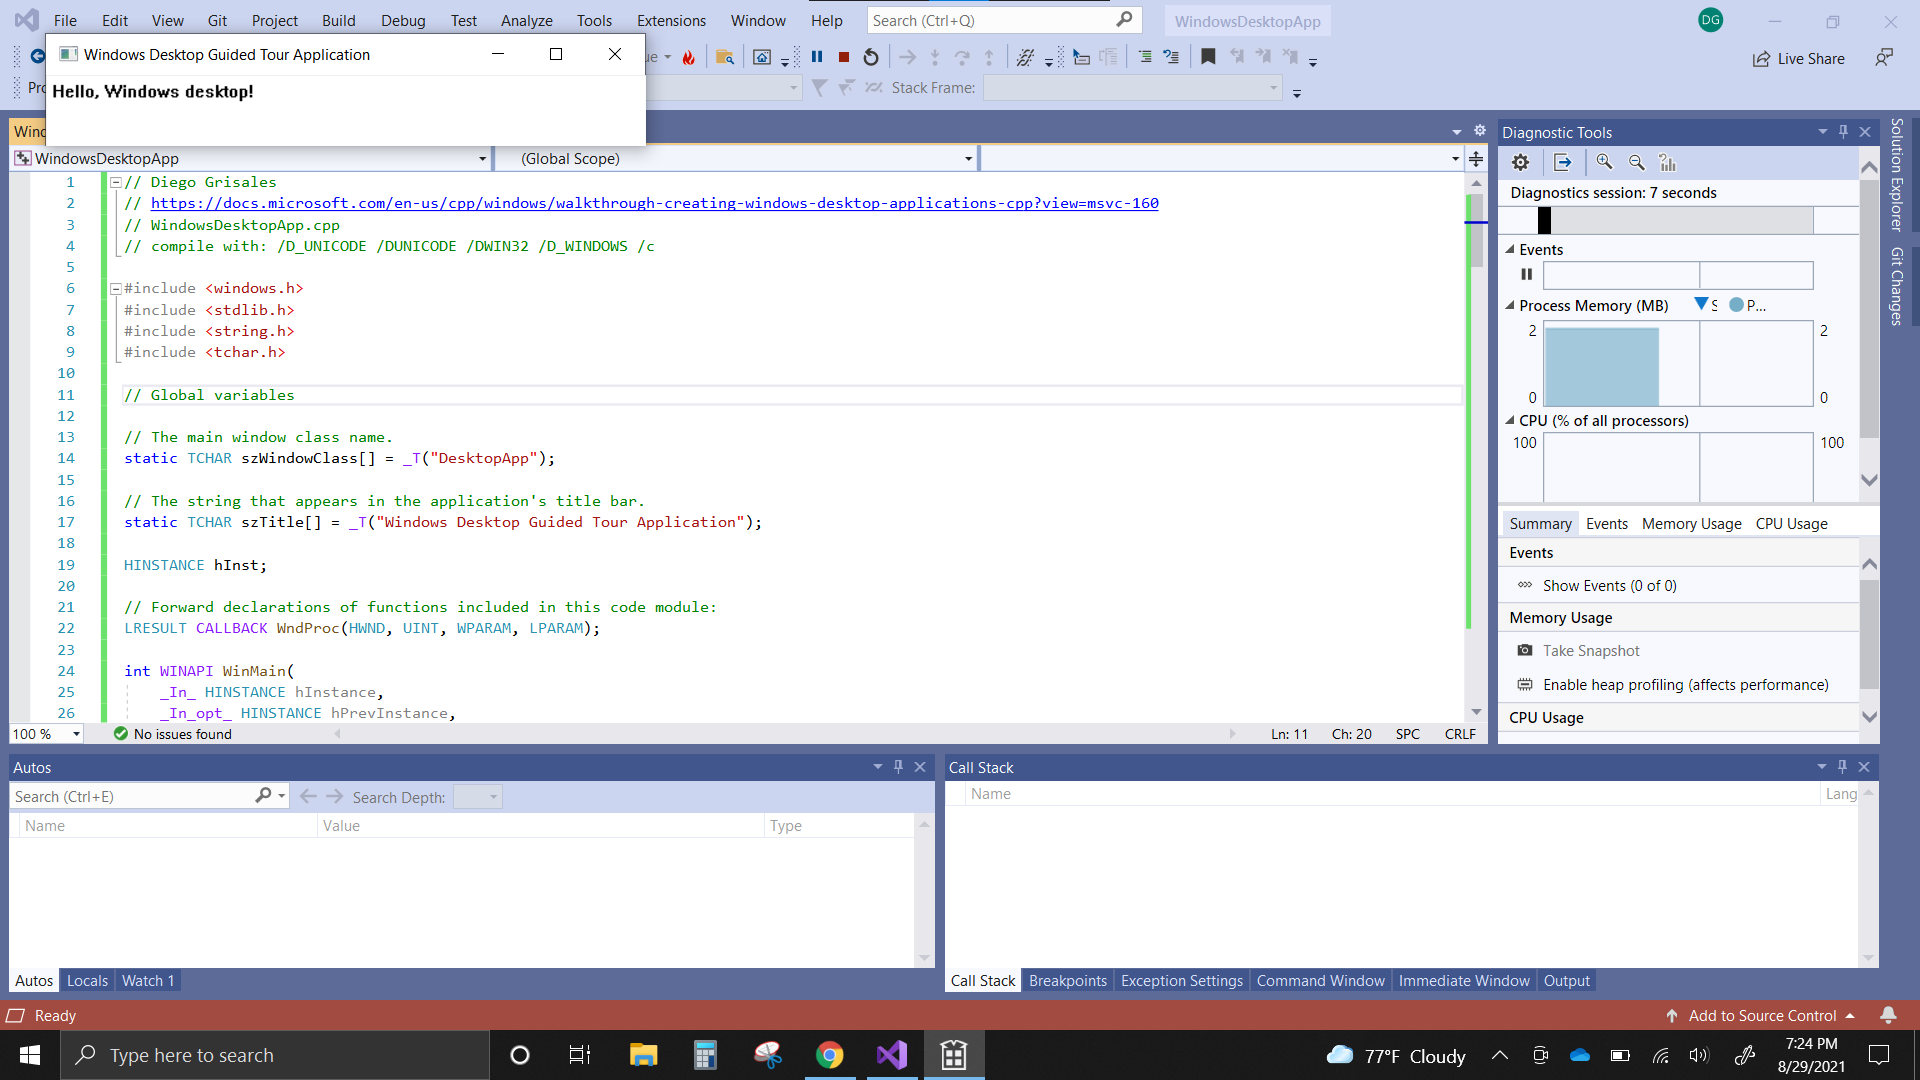 File Edit View Git Project Build Debug Test Analyze Tools Extensions Window Help Search (Ctrl+Q) WindowsDesktopApp DG
Windows Desktop Guided Tour Application
Live Share
Hello, Windows desktop!
Stack Frame:
WindowsDesktopApp (Global Scope)
1 // Diego Grisales
2 // https://docs.microsoft.com/en-us/cpp/windows/walkthrough-creating-windows-desktop-applications-cpp?view=msvc-160
3 // WindowsDesktopApp.cpp
4 // compile with: /D_UNICODE /DUNICODE /DWIN32 /D_WINDOWS /c
5
6 #include <windows.h>
7 #include <stdlib.h>
8 #include <string.h>
9 #include <tchar.h>
10
11 // Global variables
12
13 // The main window class name.
14 static TCHAR szWindowClass[] = _T("DesktopApp");
15
16 // The string that appears in the application's title bar.
17 static TCHAR szTitle[] = _T("Windows Desktop Guided Tour Application");
18
19 HINSTANCE hInst;
20
21 // Forward declarations of functions included in this code module:
22 LRESULT CALLBACK WndProc(HWND, UINT, WPARAM, LPARAM);
23
24 int WINAPI WinMain(
25 _In_ HINSTANCE hInstance,
26 _In_opt_ HINSTANCE hPrevInstance,
100 % No issues found Ln: 11 Ch: 20 SPC CRLF
Diagnostic Tools
Diagnostics session: 7 seconds
Events
Process Memory (MB) S P...
2 2
0 0
CPU (% of all processors)
100 100
Summary Events Memory Usage CPU Usage
Events
Show Events (0 of 0)
Memory Usage
Take Snapshot
Enable heap profiling (affects performance)
CPU Usage
Solution Explorer
Git Changes
Autos
Search (Ctrl+E) Search Depth:
Name Value Type
Autos Locals Watch 1
Call Stack
Name Lang
Call Stack Breakpoints Exception Settings Command Window Immediate Window Output
Ready Add to Source Control
Type here to search 77°F Cloudy 7:24 PM
8/29/2021